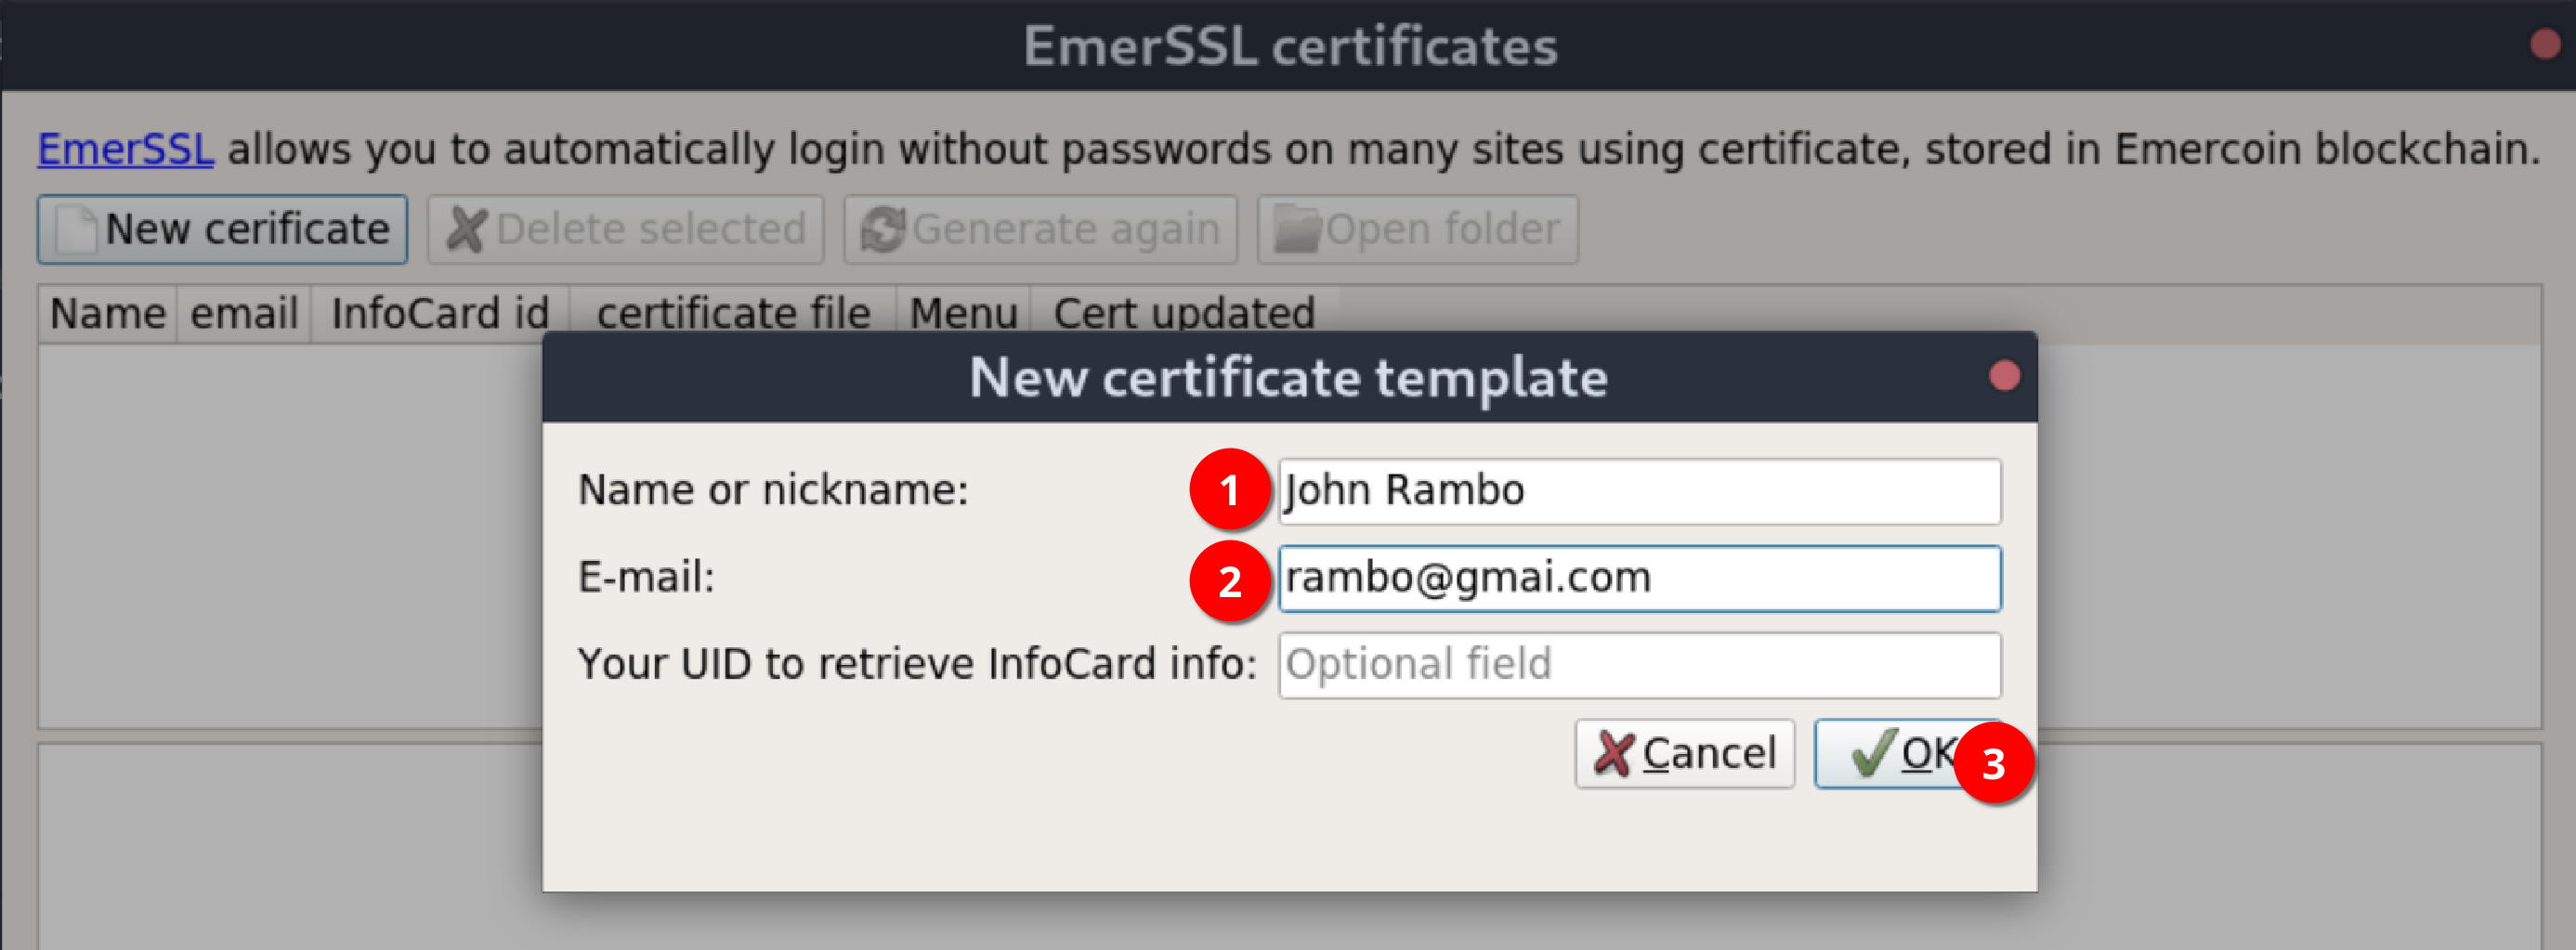 EmerSSL certificates
EmerSSL allows you to automatically login without passwords on many sites using certificate, stored in Emercoin blockchain.
New cerificate Delete selected Generate again Open folder
Name email InfoCard id certificate file Menu Cert updated
New certificate template
Name or nickname: 1 John Rambo
E-mail: 2 rambo@gmai.com
Your UID to retrieve InfoCard info: Optional field
Cancel OK 3